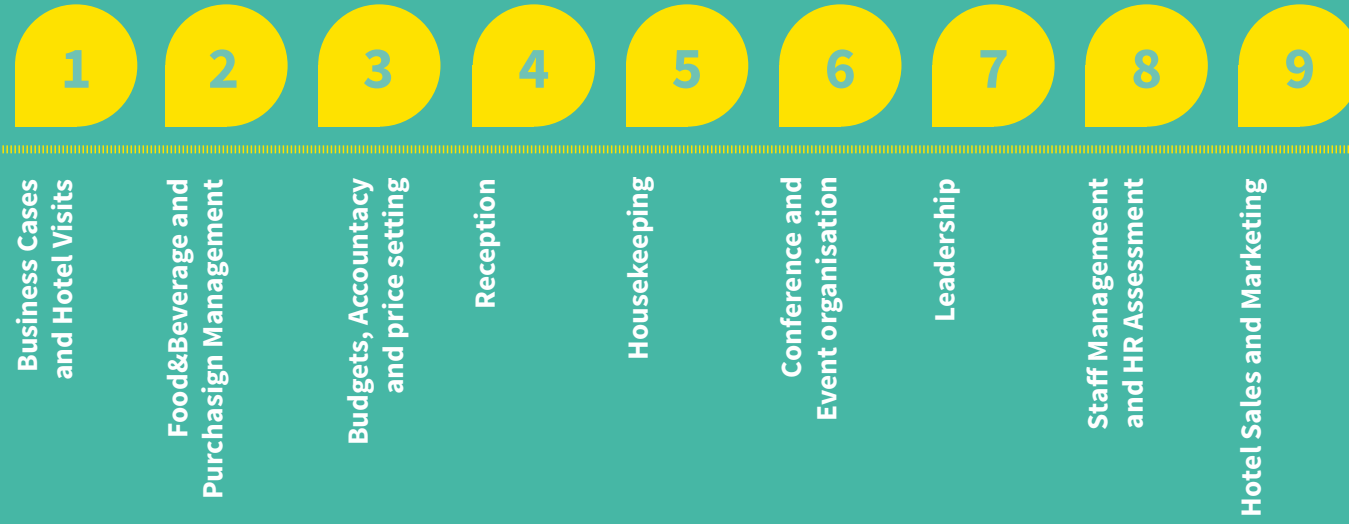 1
2
3
4
5
6
7
8
9
Business Cases
and Hotel Visits
Food&Beverage and
Purchasign Management
Budgets, Accountacy
and price setting
Reception
Housekeeping
Conference and
Event organisation
Leadership
Staff Managemeent
and HR Assessment
Hotel Sales and Marketing